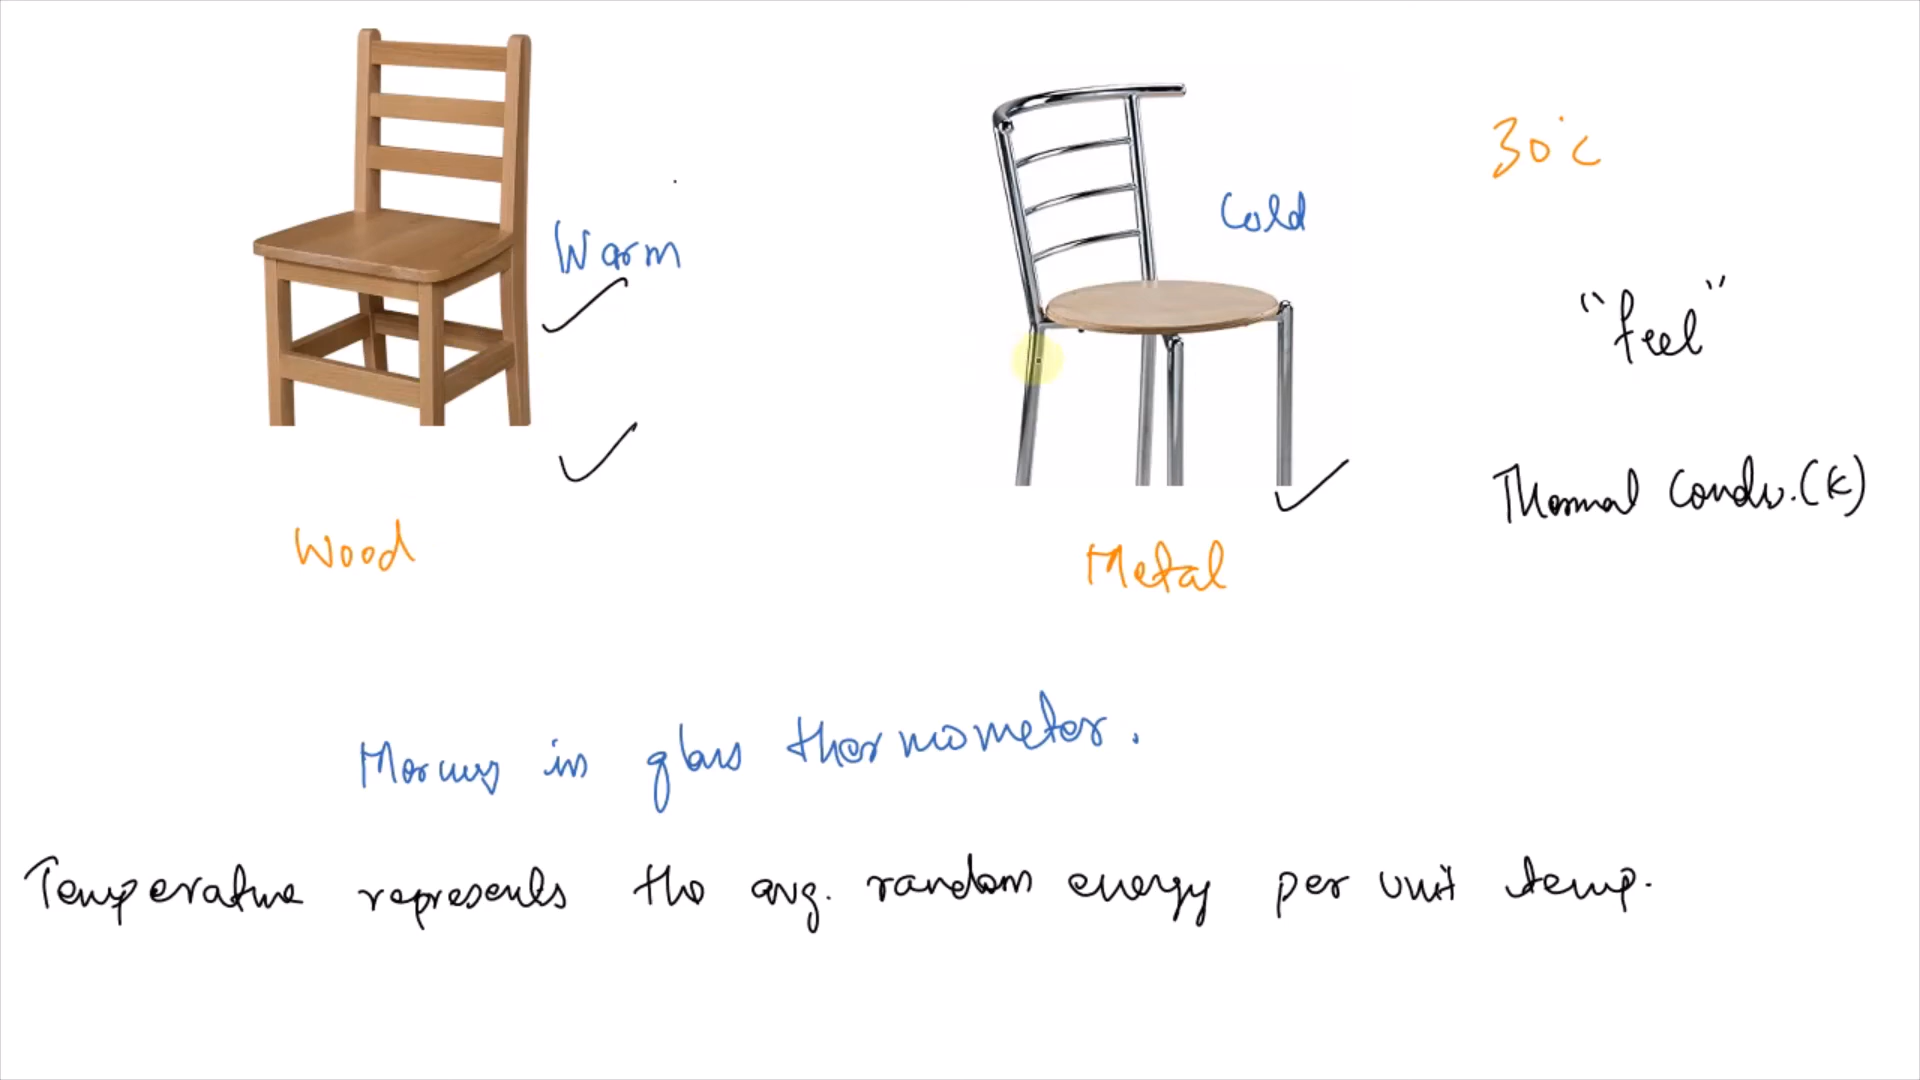 30°C
Cold
Warm
"feel"
Thermal Condu. (K)
Wood
Metal
Mercury in glass thermometer.
Temperature represents the avg. random energy per unit temp.